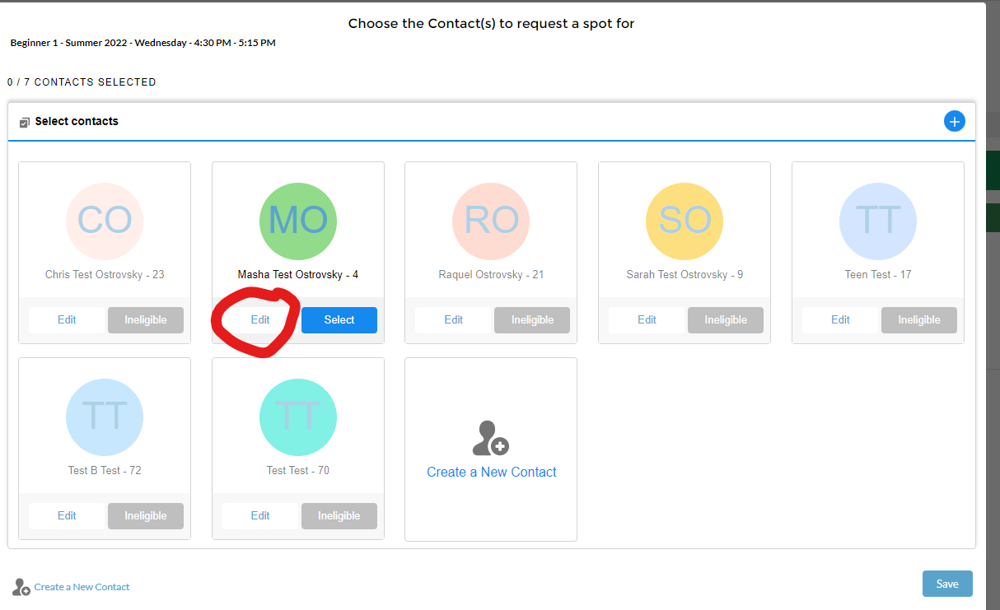 Choose the Contact(s) to request a spot for
Beginner 1 - Summer 2022 - Wednesday - 4:30 PM - 5:15 PM
0 / 7 CONTACTS SELECTED
Select contacts
CO
Chris Test Ostrovsky - 23
Edit Ineligible
MO
Masha Test Ostrovsky - 4
Edit Select
RO
Raquel Ostrovsky - 21
Edit Ineligible
SO
Sarah Test Ostrovsky - 9
Edit Ineligible
TT
Teen Test - 17
Edit Ineligible
TT
Test B Test - 72
Edit Ineligible
TT
Test Test - 70
Edit Ineligible
Create a New Contact
Create a New Contact
Save